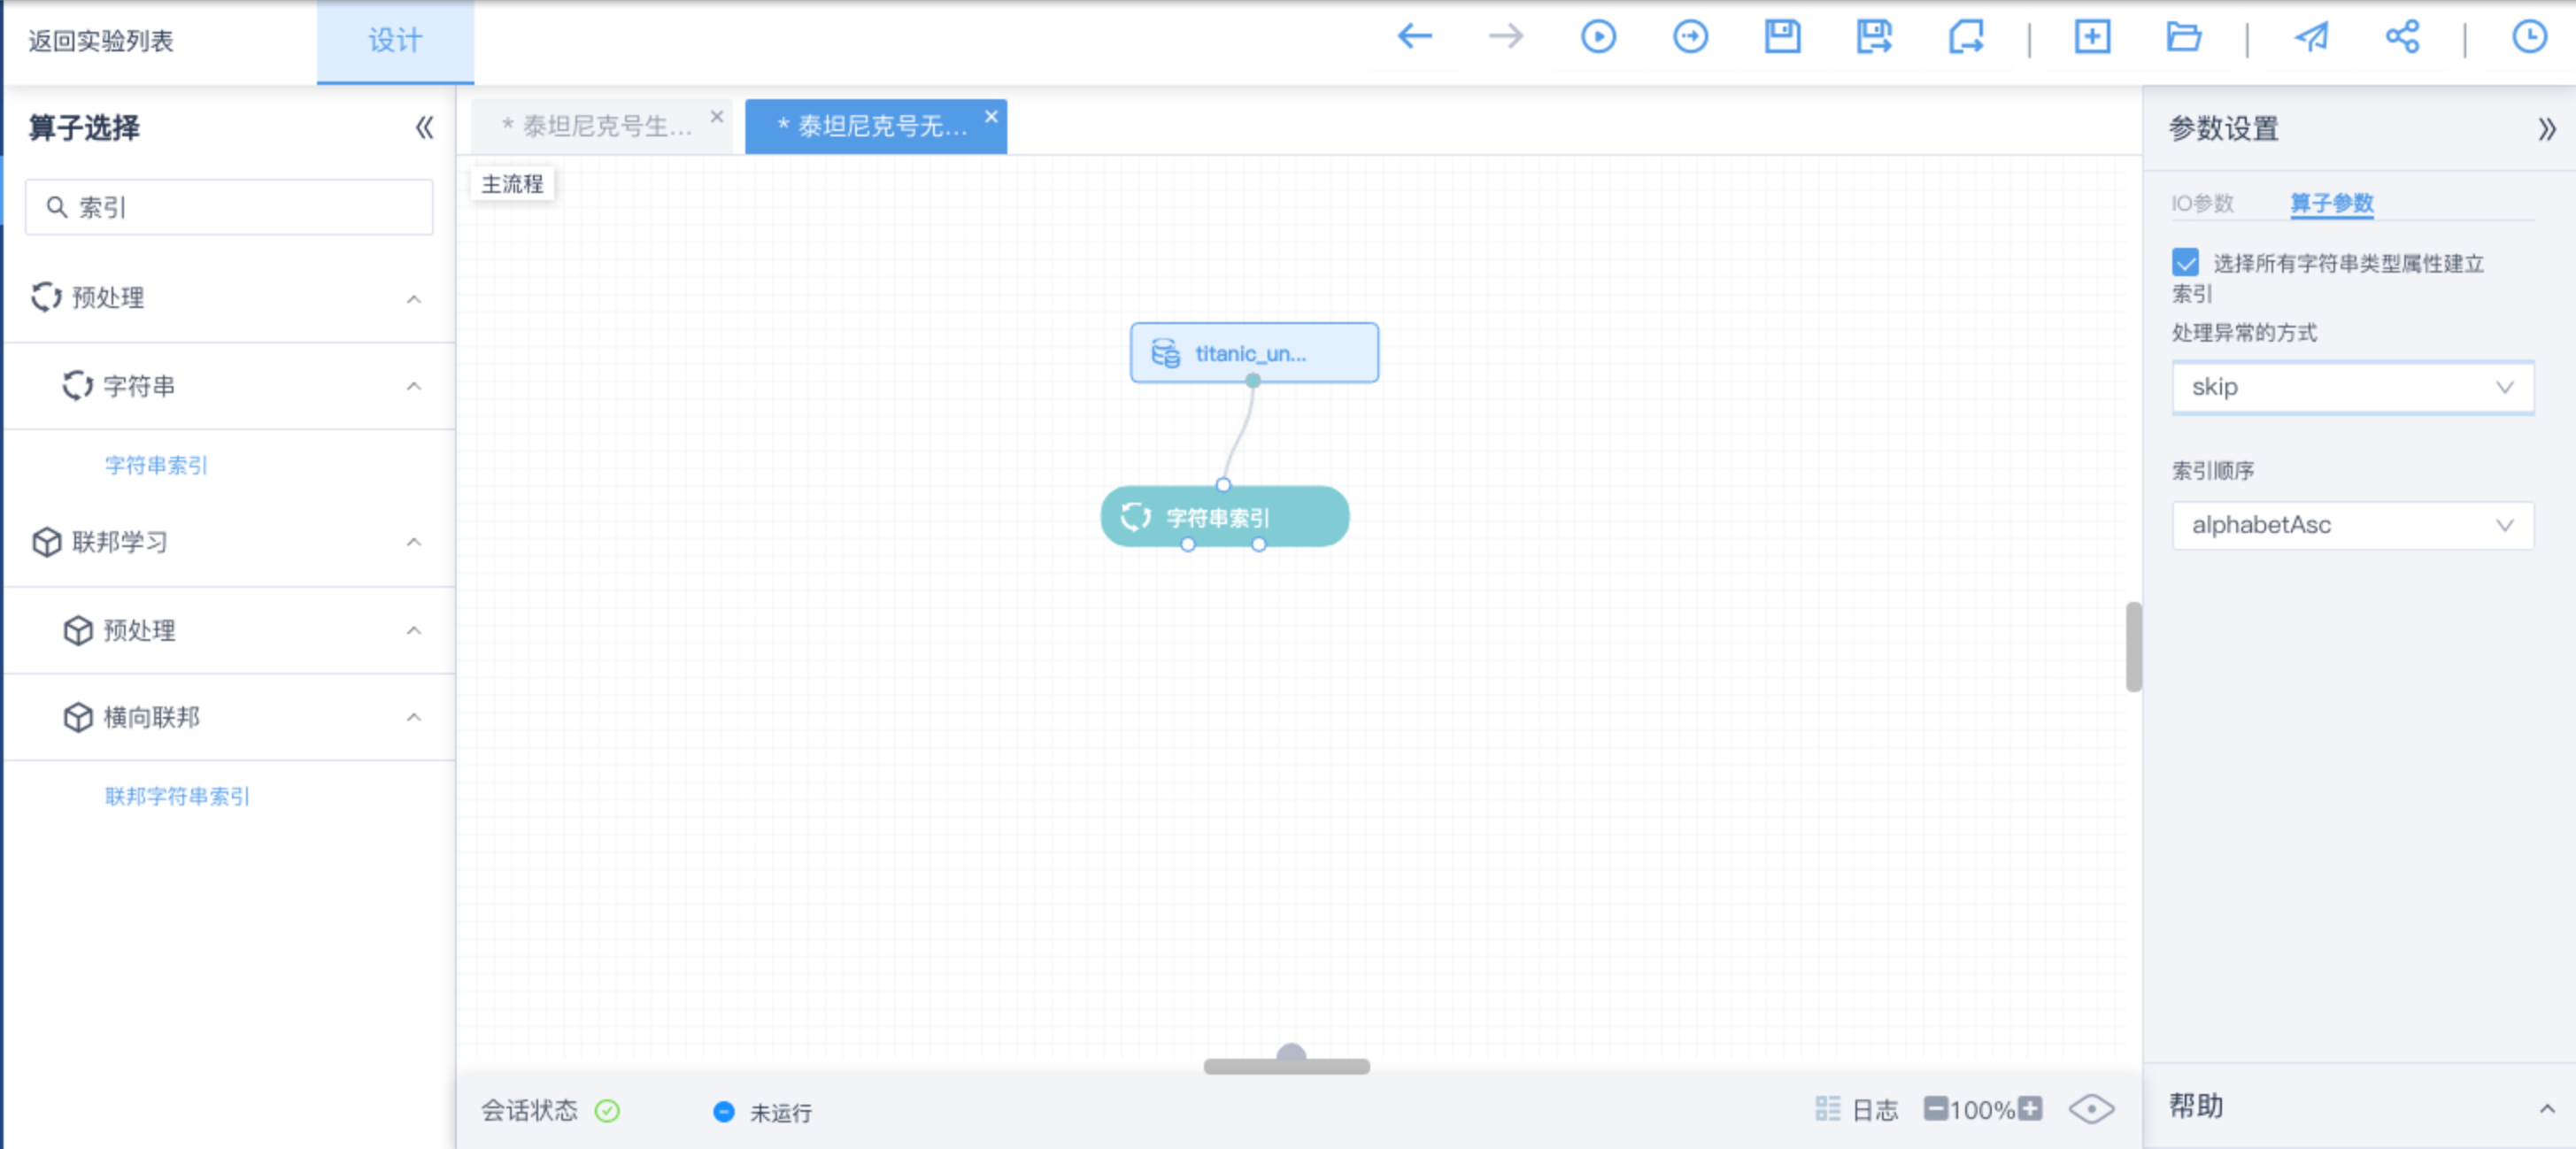 返回实验列表
设计
算子选择
索引
预处理
字符串
字符串索引
联邦学习
预处理
横向联邦
联邦字符串索引
* 泰坦尼克号生...
* 泰坦尼克号无...
主流程
titanic_un...
字符串索引
会话状态
未运行
日志
100%
参数设置
IO参数 算子参数
选择所有字符串类型属性建立
索引
处理异常的方式
skip
索引顺序
alphabetAsc
帮助